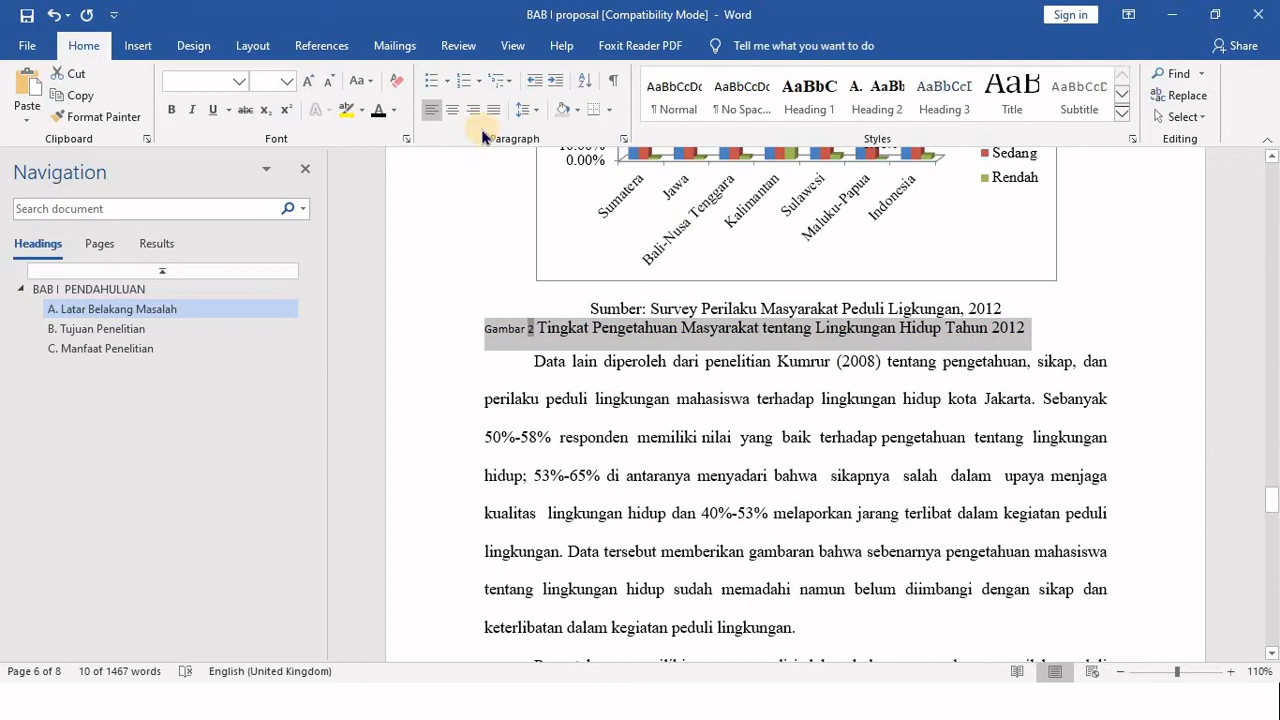 BAB I proposal [Compatibility Mode] - Word
Sign in
File Home Insert Design Layout References Mailings Review View Help Foxit Reader PDF Tell me what you want to do Share
Paste
Cut
Copy
Format Painter
Clipboard
Aa
B I U abc X₂ X² A A
Font
Paragraph
AaBbCcDc AaBbCcDc AaBbC A. AaBb AaBbCcI AaB AaBbCcD
¶ Normal ¶ No Spac... Heading 1 Heading 2 Heading 3 Title Subtitle
Styles
Find
Replace
Select
Editing
Navigation
Search document
Headings Pages Results
BAB I PENDAHULUAN
A. Latar Belakang Masalah
B. Tujuan Penelitian
C. Manfaat Penelitian
0.00%
Sumatera
Jawa
Bali-Nusa Tenggara
Kalimantan
Sulawesi
Maluku-Papua
Indonesia
Sedang
Rendah
Sumber: Survey Perilaku Masyarakat Peduli Ligkungan, 2012
Gambar 2 Tingkat Pengetahuan Masyarakat tentang Lingkungan Hidup Tahun 2012
Data lain diperoleh dari penelitian Kumrur (2008) tentang pengetahuan, sikap, dan
perilaku peduli lingkungan mahasiswa terhadap lingkungan hidup kota Jakarta. Sebanyak
50%-58% responden memiliki nilai yang baik terhadap pengetahuan tentang lingkungan
hidup; 53%-65% di antaranya menyadari bahwa sikapnya salah dalam upaya menjaga
kualitas lingkungan hidup dan 40%-53% melaporkan jarang terlibat dalam kegiatan peduli
lingkungan. Data tersebut memberikan gambaran bahwa sebenarnya pengetahuan mahasiswa
tentang lingkungan hidup sudah memadahi namun belum diimbangi dengan sikap dan
keterlibatan dalam kegiatan peduli lingkungan.
Page 6 of 8 10 of 1467 words English (United Kingdom) 110%